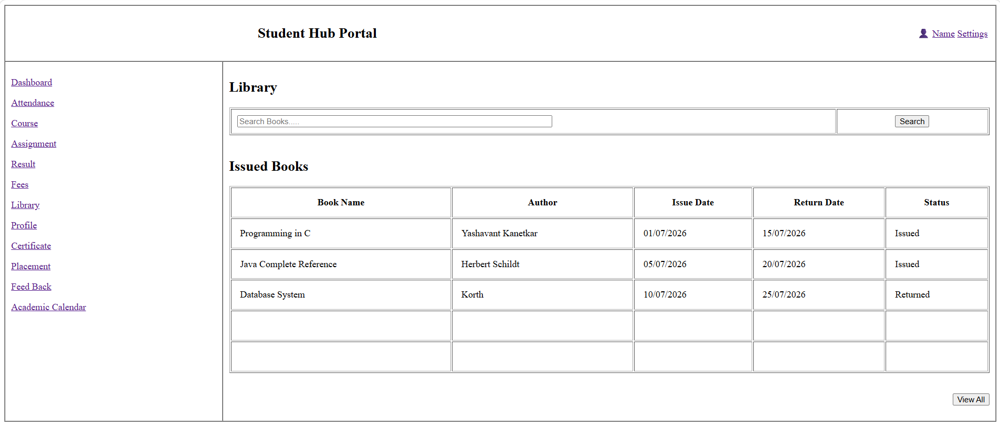 Student Hub Portal
Name Settings
Dashboard
Attendance
Course
Assignment
Result
Fees
Library
Profile
Certificate
Placement
Feed Back
Academic Calendar
Library
Search Books.....
Search
Issued Books
Book Name Author Issue Date Return Date Status
Programming in C Yashavant Kanetkar 01/07/2026 15/07/2026 Issued
Java Complete Reference Herbert Schildt 05/07/2026 20/07/2026 Issued
Database System Korth 10/07/2026 25/07/2026 Returned
View All